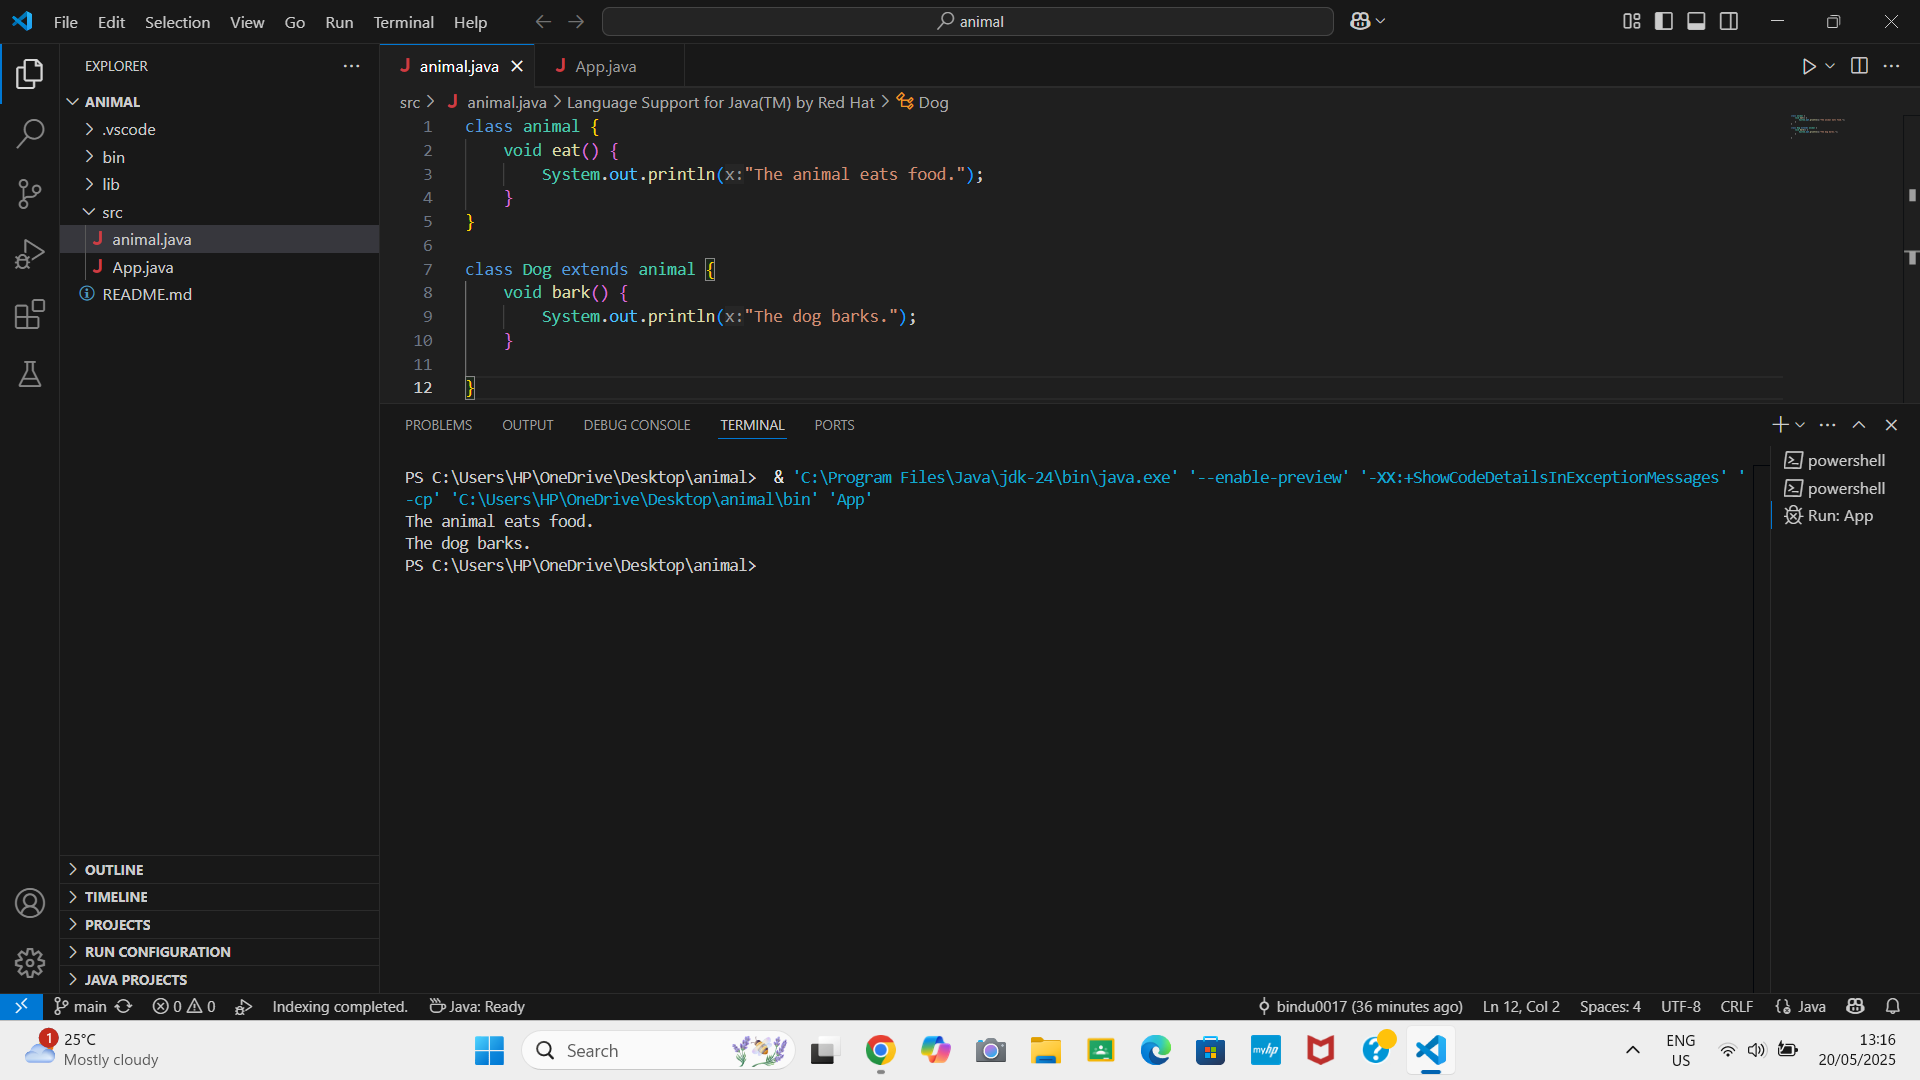 File Edit Selection View Go Run Terminal Help
animal
EXPLORER
ANIMAL
.vscode
bin
lib
src
animal.java
App.java
README.md
OUTLINE
TIMELINE
PROJECTS
RUN CONFIGURATION
JAVA PROJECTS
animal.java App.java
src > animal.java > Language Support for Java(TM) by Red Hat > Dog
1 class animal {
2 void eat() {
3 System.out.println(x:"The animal eats food.");
4 }
5 }
6
7 class Dog extends animal {
8 void bark() {
9 System.out.println(x:"The dog barks.");
10 }
11
12 }
PROBLEMS OUTPUT DEBUG CONSOLE TERMINAL PORTS
PS C:\Users\HP\OneDrive\Desktop\animal>  & 'C:\Program Files\Java\jdk-24\bin\java.exe' '--enable-preview' '-XX:+ShowCodeDetailsInExceptionMessages' '
-cp' 'C:\Users\HP\OneDrive\Desktop\animal\bin' 'App'
The animal eats food.
The dog barks.
PS C:\Users\HP\OneDrive\Desktop\animal>
powershell
powershell
Run: App
main 0 0 Indexing completed. Java: Ready bindu0017 (36 minutes ago) Ln 12, Col 2 Spaces: 4 UTF-8 CRLF {} Java
1
25°C
Mostly cloudy
Search
myhp
ENG
US
13:16
20/05/2025